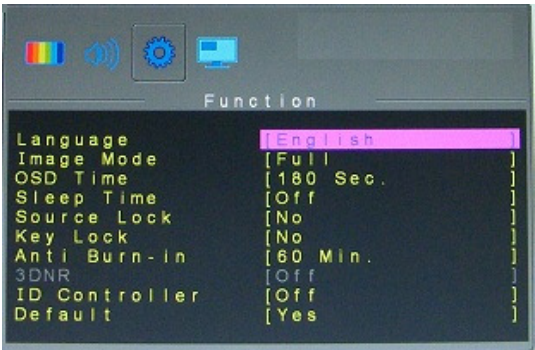 Function
Language [English ]
Image Mode [Full ]
OSD Time [180 Sec. ]
Sleep Time [Off ]
Source Lock [No ]
Key Lock [No ]
Anti Burn-in [60 Min. ]
3DNR [Off ]
ID Controller [Off ]
Default [Yes ]